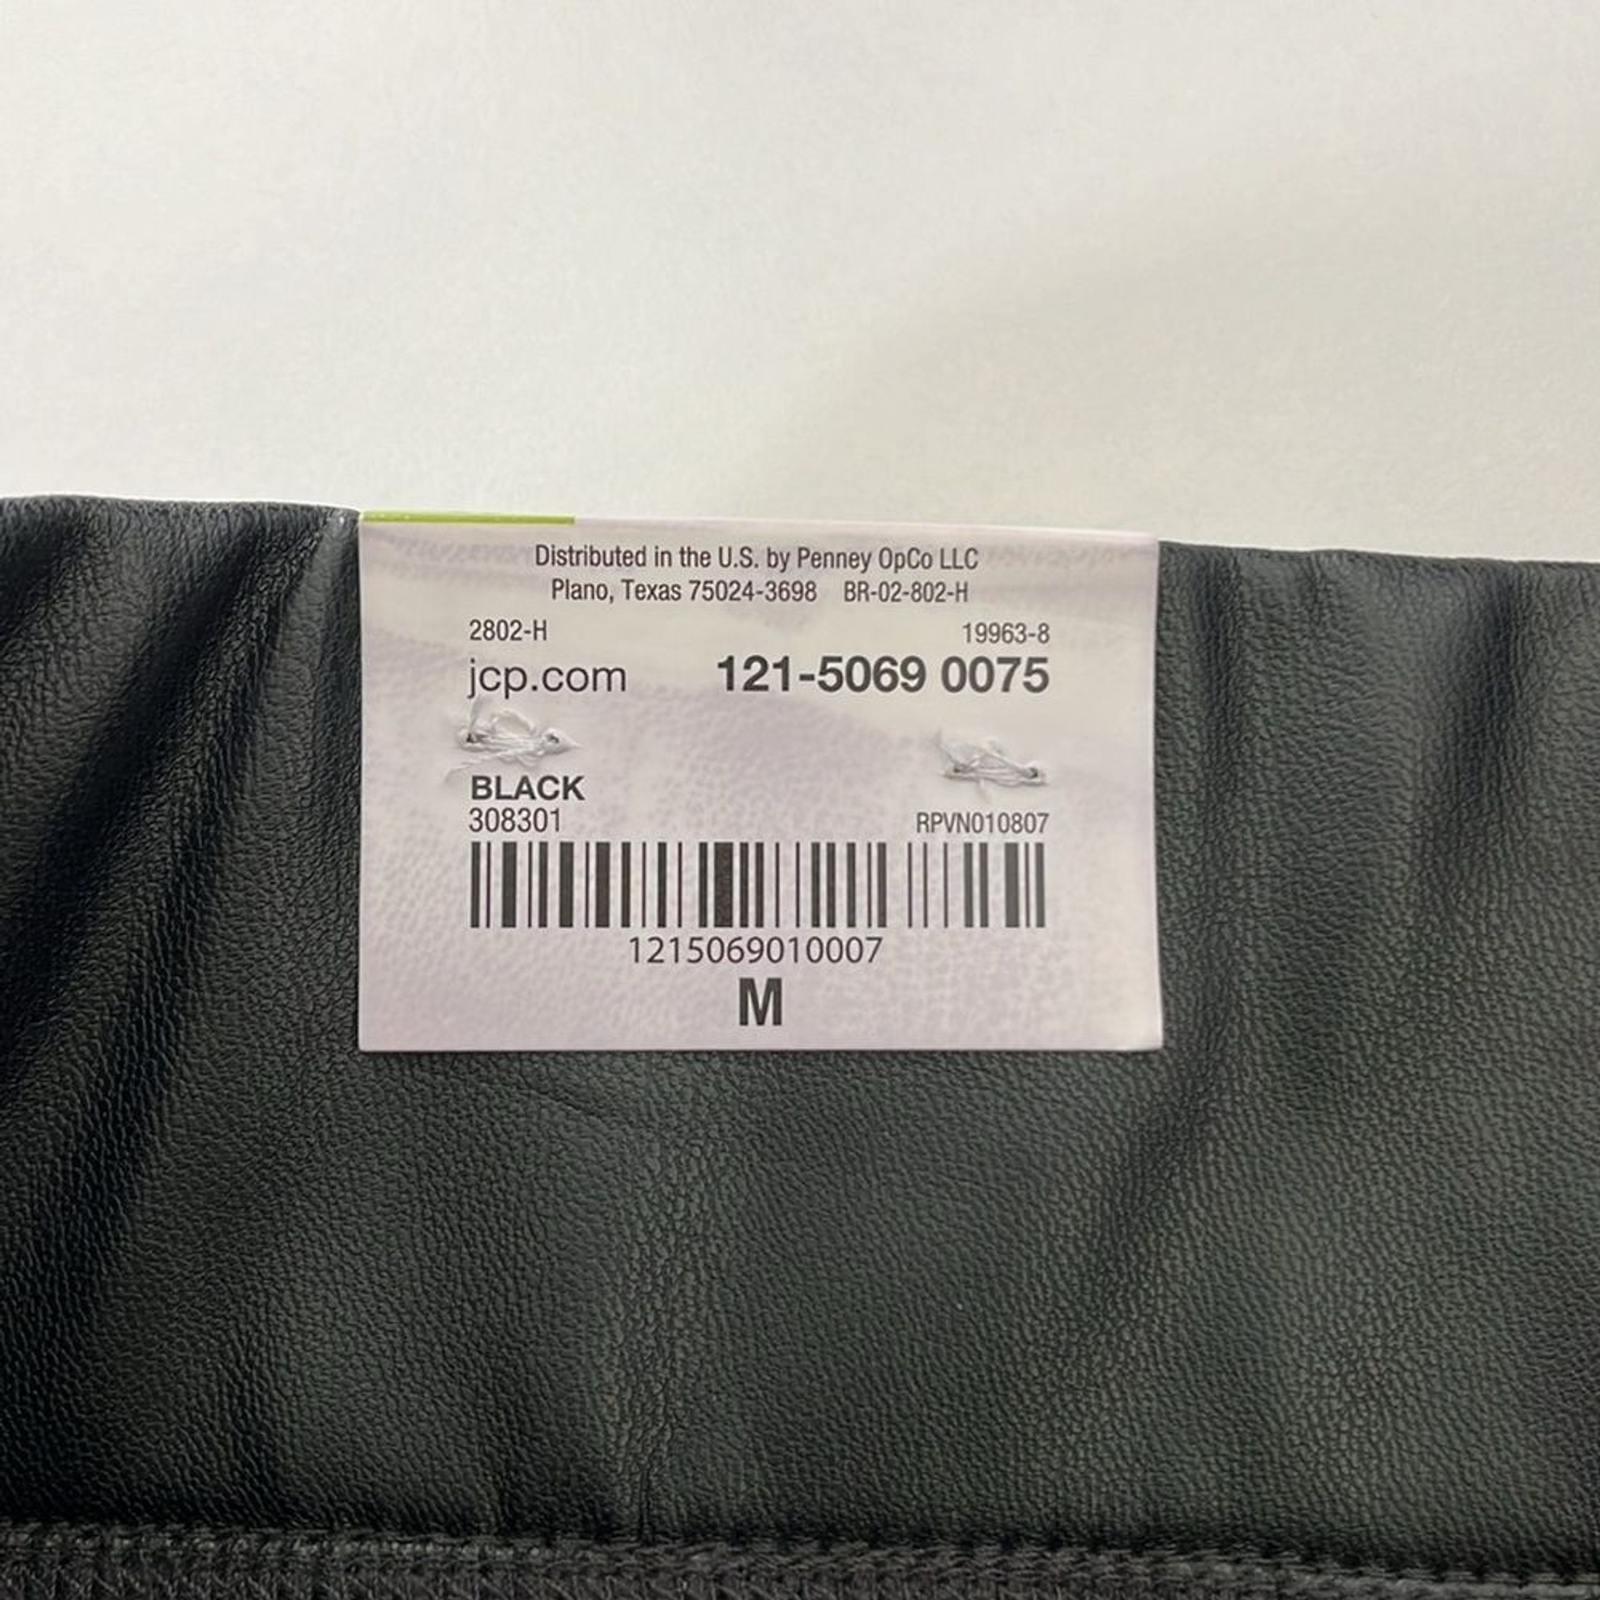 Distributed in the U.S. by Penney OpCo LLC
Plano, Texas 75024-3698 BR-02-802-H
2802-H 19963-8
jcp.com 121-5069 0075
BLACK
308301 RPVN010807
1215069010007
M